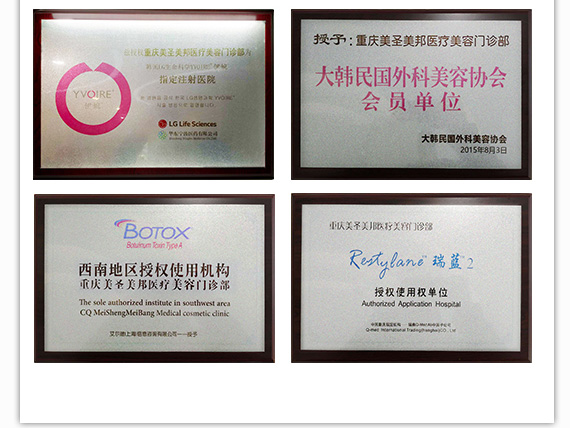 重庆美圣美邦医疗美容门诊部为
YVOIRE
伊婉
指定注射医院
LG Life Sciences
授予:重庆美圣美邦医疗美容门诊部
大韩民国外科美容协会
会员单位
大韩民国外科美容协会
2015年8月3日
BOTOX
Botulinum Toxin Type A
西南地区授权使用机构
重庆美圣美邦医疗美容门诊部
The sole authorized institute in southwest area
CQ MeiShengMeiBang Medical cosmetic clinic
重庆美圣美邦医疗美容门诊部
Restylane 瑞蓝 2
授权使用权单位
Authorized Application Hospital